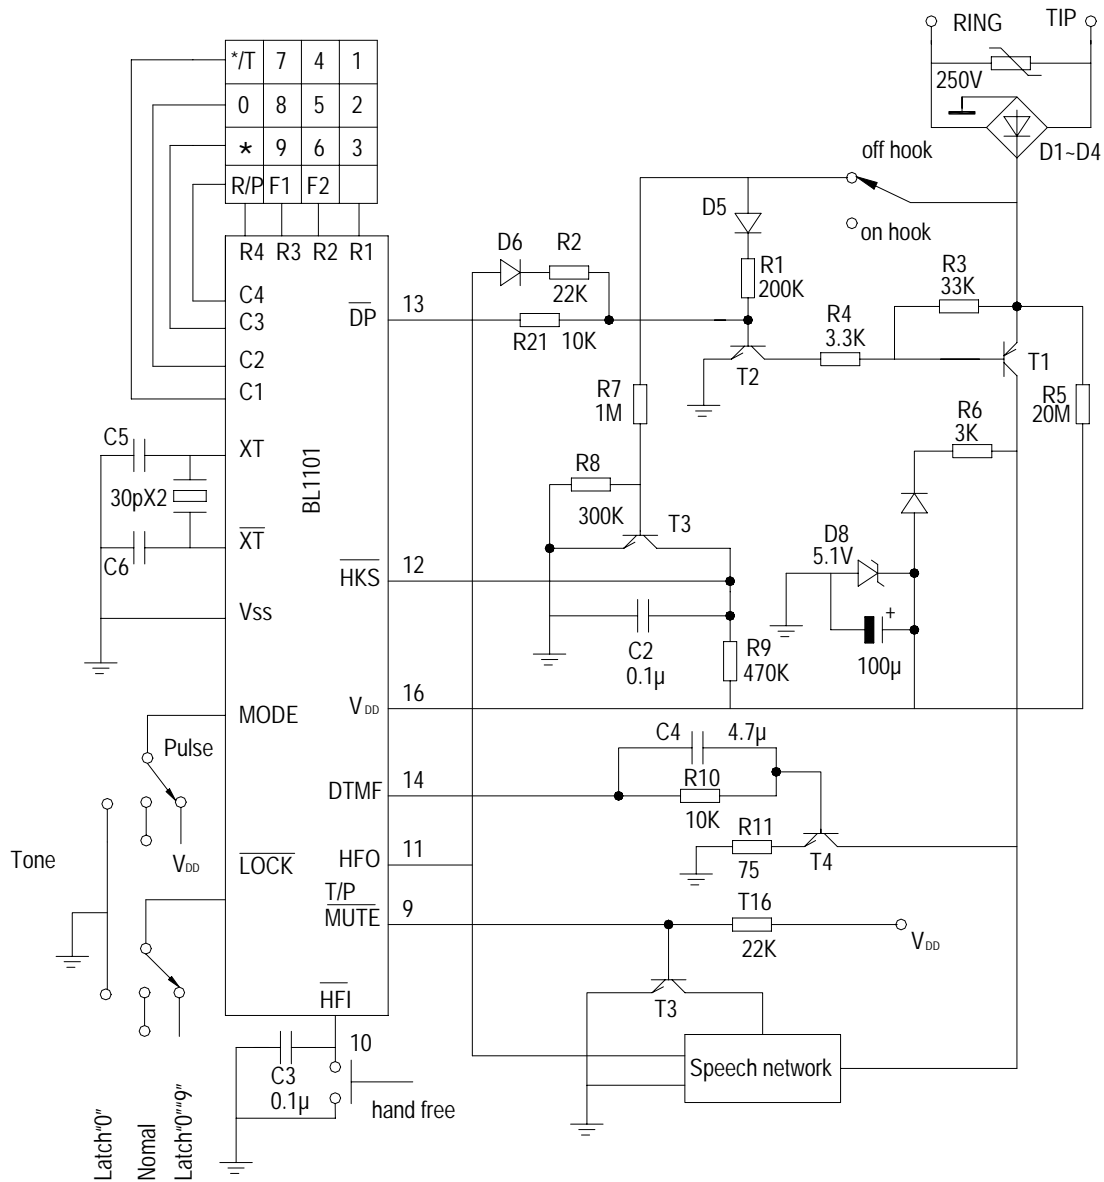 RING TIP
250V
D1~D4
*/T 7 4 1
0 8 5 2
* 9 6 3
R/P F1 F2
R4 R3 R2 R1
off hook
on hook
D5
R1
200K
D6 R2
22K
R3
33K
R4
3.3K
C4
C3
C2
C1
DP 13
R21 10K
T2
T1
R7
1M
R5
20M
R6
3K
C5
XT
30pX2
BL1101
R8
300K
T3
C6
XT
D8
5.1V
HKS 12
Vss
C2
0.1µ
R9
470K
+
100µ
VDD 16
MODE
Pulse
C4 4.7µ
DTMF 14
R10
10K
R11
75
T4
Tone
VDD
LOCK
HFO 11
T/P
MUTE 9
T16
22K
VDD
T3
HFI
10
C3
0.1µ
hand free
Speech network
Latch"0"
Nomal
Latch"0""9"